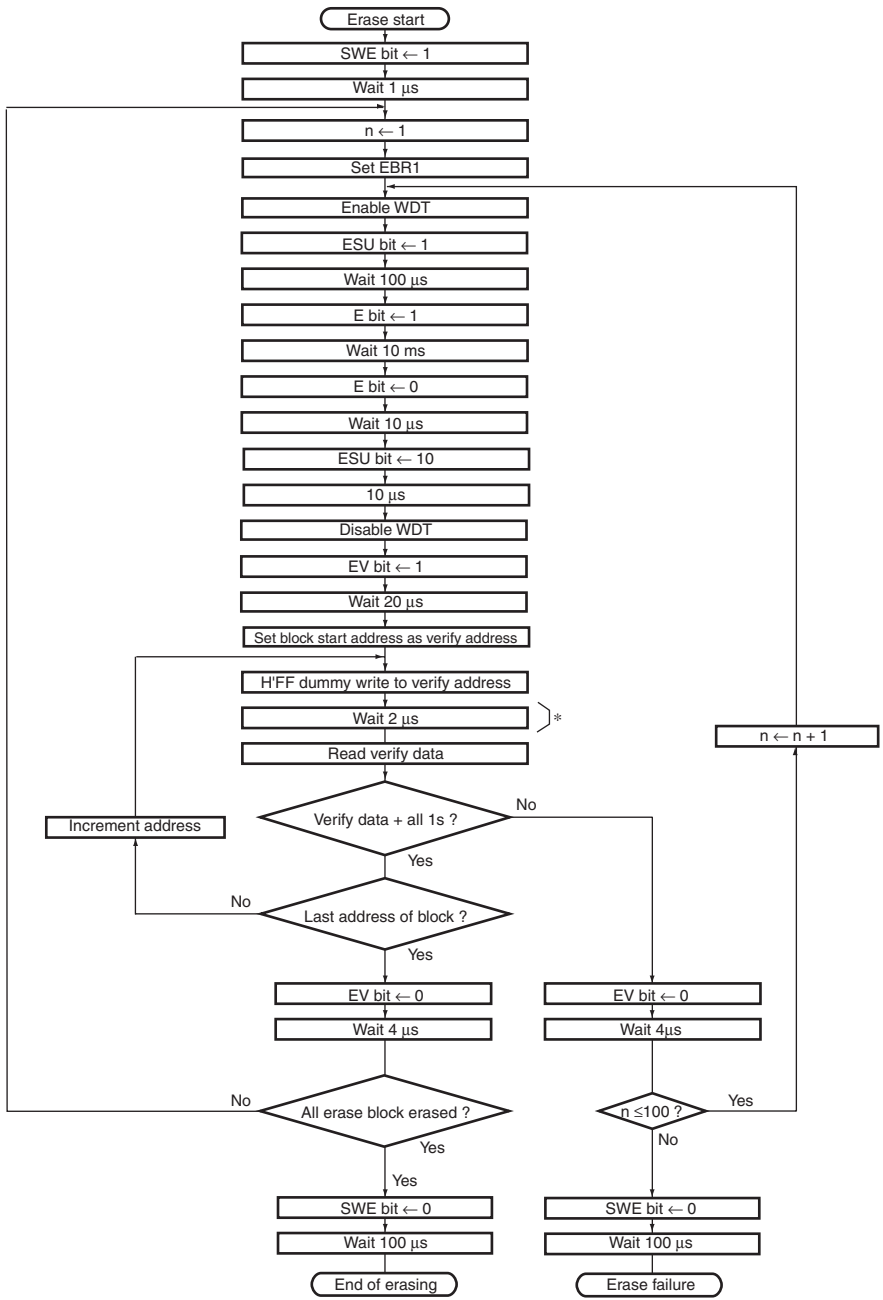 Erase start
SWE bit ← 1
Wait 1 μs
n ← 1
Set EBR1
Enable WDT
ESU bit ← 1
Wait 100 μs
E bit ← 1
Wait 10 ms
E bit ← 0
Wait 10 μs
ESU bit ← 10
10 μs
Disable WDT
EV bit ← 1
Wait 20 μs
Set block start address as verify address
H'FF dummy write to verify address
Wait 2 μs
*
n ← n + 1
Read verify data
Verify data + all 1s ?
No
Increment address
Yes
No
Last address of block ?
Yes
EV bit ← 0
EV bit ← 0
Wait 4 μs
Wait 4μs
No
All erase block erased ?
n ≤100 ?
Yes
Yes
No
Yes
SWE bit ← 0
SWE bit ← 0
Wait 100 μs
Wait 100 μs
End of erasing
Erase failure